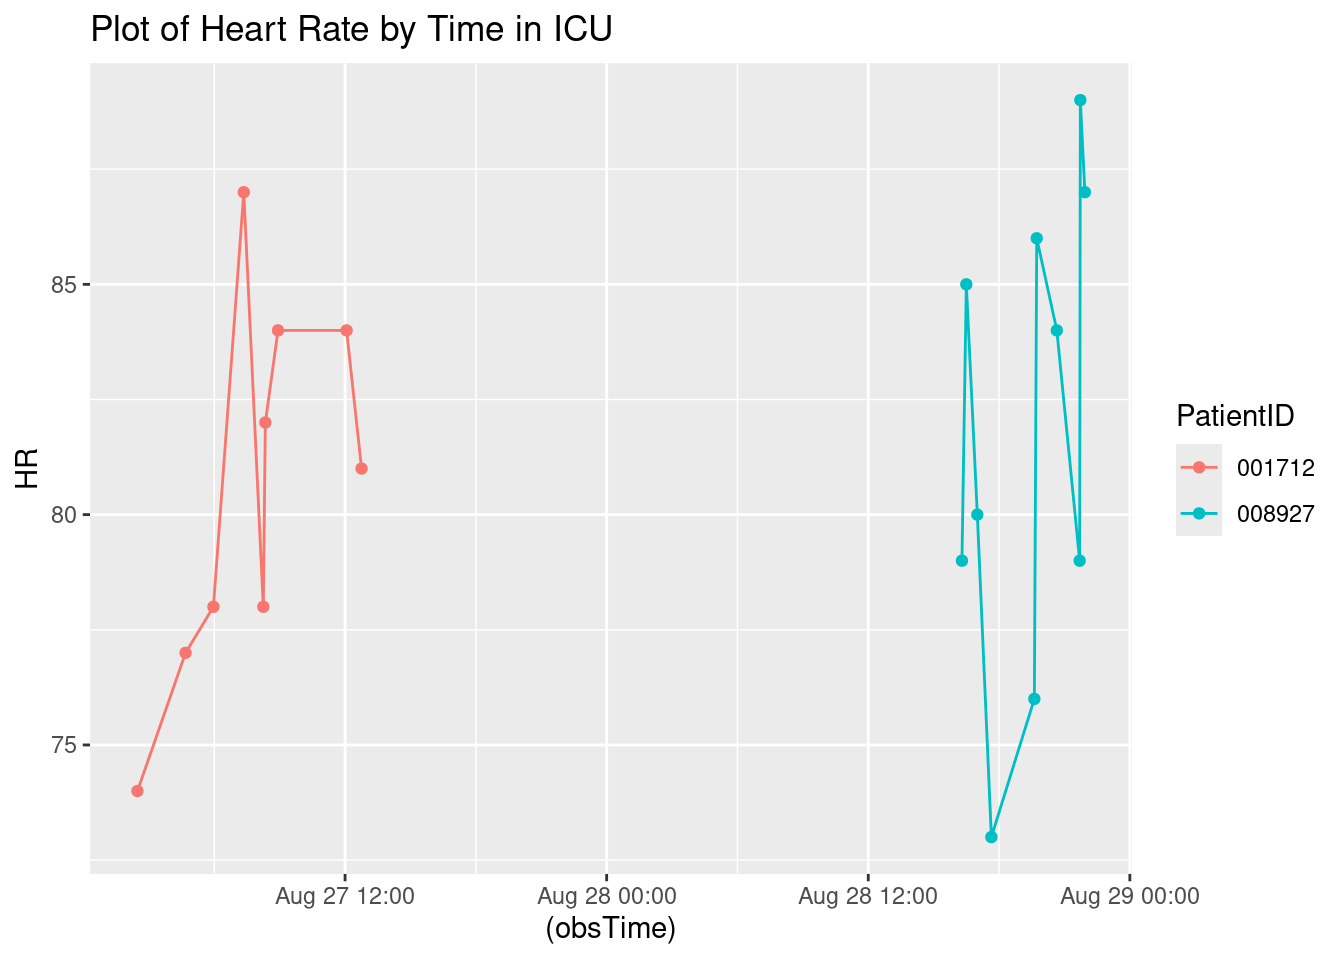 Plot of Heart Rate by Time in ICU
85
80
75
HR
Aug 27 12:00
Aug 28 00:00
Aug 28 12:00
Aug 29 00:00
(obsTime)
PatientID
001712
008927